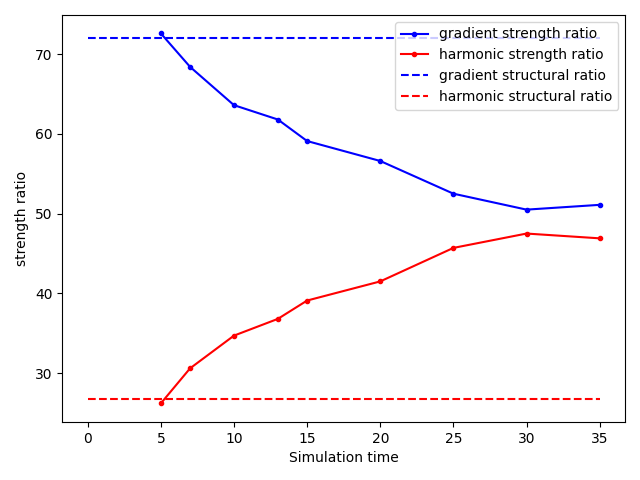 gradient strength ratio
harmonic strength ratio
gradient structural ratio
harmonic structural ratio
70
60
50
40
30
strength ratio
0 5 10 15 20 25 30 35
Simulation time